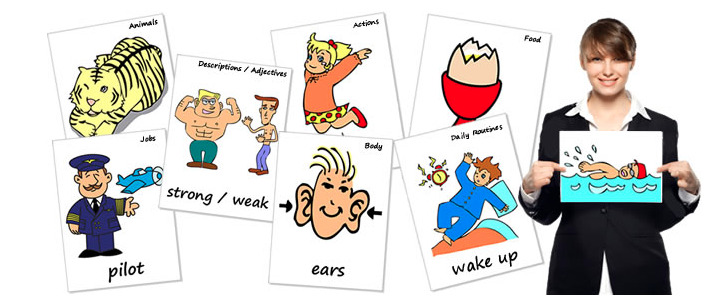 Animals
Descriptions / Adjectives
strong / weak
Actions
Food
Jobs
pilot
Body
ears
Daily Routines
wake up